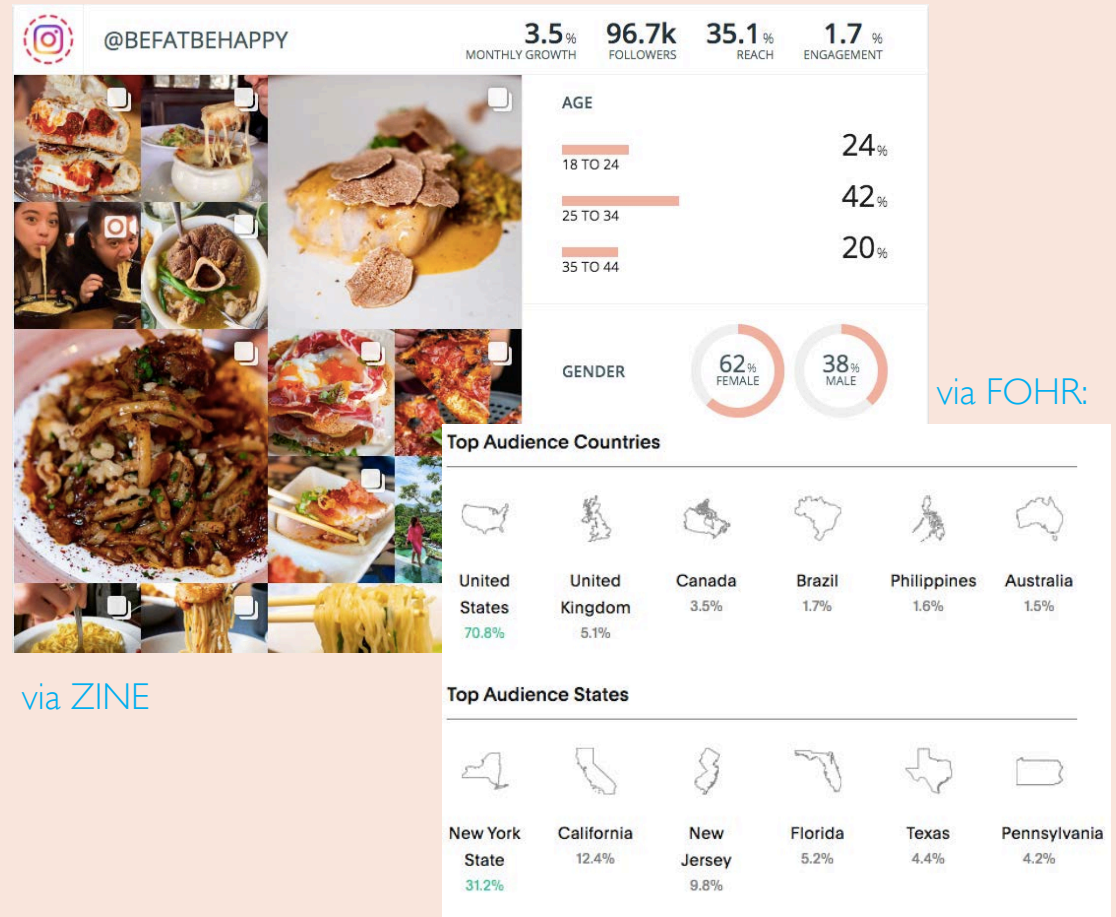 @BEFATBEHAPPY
3.5% 96.7k 35.1% 1.7 %
MONTHLY GROWTH FOLLOWERS REACH ENGAGEMENT
AGE
24%
18 TO 24
42%
25 TO 34
20%
35 TO 44
GENDER
62%
FEMALE
38%
MALE
via FOHR:
Top Audience Countries
United States
70.8%
United Kingdom
5.1%
Canada
3.5%
Brazil
1.7%
Philippines
1.6%
Australia
1.5%
via ZINE
Top Audience States
New York State
31.2%
California
12.4%
New Jersey
9.8%
Florida
5.2%
Texas
4.4%
Pennsylvania
4.2%